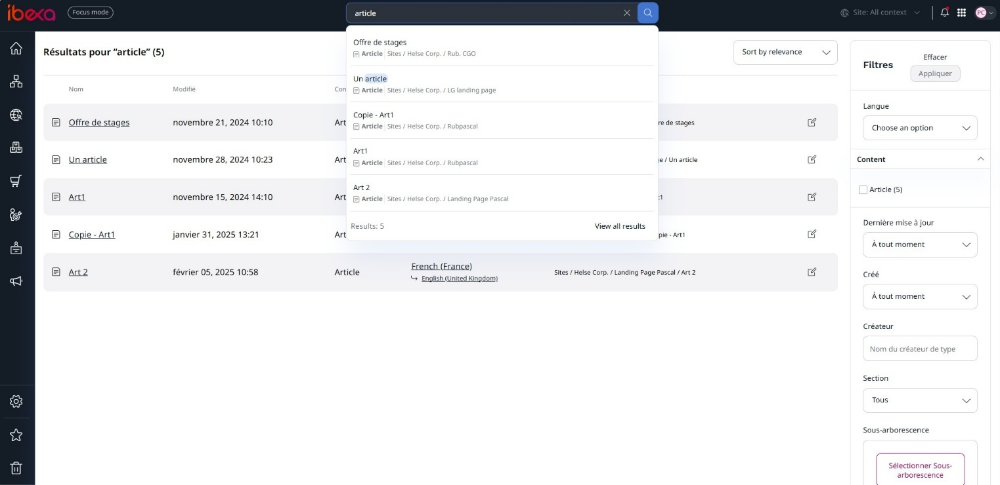 ibexa
Focus mode
article
Site: All context
PC
Résultats pour “article” (5)
Sort by relevance
Nom
Modifié
Offre de stages
novembre 21, 2024 10:10
Un article
novembre 28, 2024 10:23
Art1
novembre 15, 2024 14:10
Copie - Art1
janvier 31, 2025 13:21
Art 2
février 05, 2025 10:58
Article
French (France)
English (United Kingdom)
Sites / Helse Corp. / Landing Page Pascal / Art 2
Offre de stages
Article Sites / Helse Corp. / Rub. CGO
Un article
Article Sites / Helse Corp. / LG landing page
Copie - Art1
Article Sites / Helse Corp. / Rubpascal
Art1
Article Sites / Helse Corp. / Rubpascal
Art 2
Article Sites / Helse Corp. / Landing Page Pascal
Results: 5
View all results
re de stages
/ Un article
pie - Art1
Filtres
Effacer
Appliquer
Langue
Choose an option
Content
Article (5)
Dernière mise à jour
À tout moment
Créé
À tout moment
Créateur
Nom du créateur de type
Section
Tous
Sous-arborescence
Sélectionner Sous-
arborescence